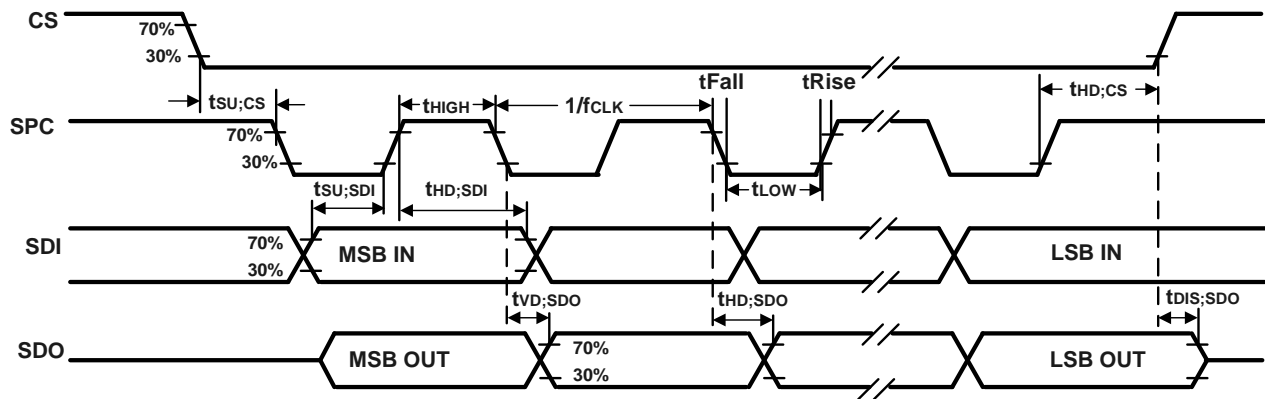 CS
70%
30%
tFall
tRise
tSU;CS
tHIGH
1/fCLK
tHD;CS
SPC
70%
30%
tSU;SDI
tHD;SDI
tLOW
SDI
70%
30%
MSB IN
LSB IN
tVD;SDO
tHD;SDO
tDIS;SDO
SDO
MSB OUT
70%
30%
LSB OUT